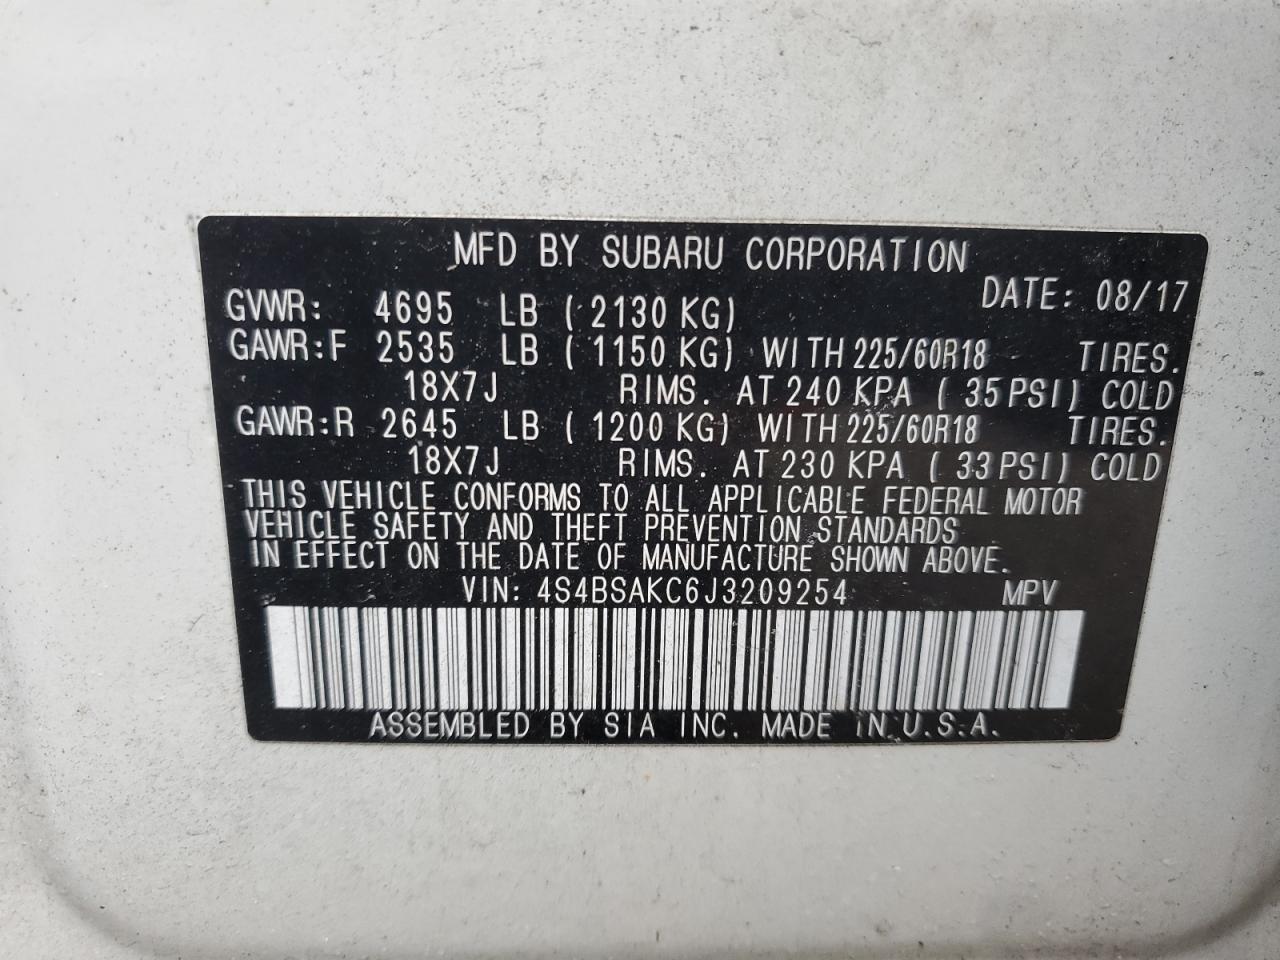 MFD BY SUBARU CORPORATION
DATE: 08/17
GVWR: 4695 LB ( 2130 KG)
GAWR:F 2535 LB ( 1150 KG) WITH 225/60R18 TIRES.
18X7J RIMS. AT 240 KPA ( 35 PSI) COLD
GAWR:R 2645 LB ( 1200 KG) WITH 225/60R18 TIRES.
18X7J RIMS. AT 230 KPA ( 33 PSI) COLD
THIS VEHICLE CONFORMS TO ALL APPLICABLE FEDERAL MOTOR
VEHICLE SAFETY AND THEFT PREVENTION STANDARDS
IN EFFECT ON THE DATE OF MANUFACTURE SHOWN ABOVE.
VIN: 4S4BSAKC6J3209254 MPV
ASSEMBLED BY SIA INC. MADE IN U.S.A.